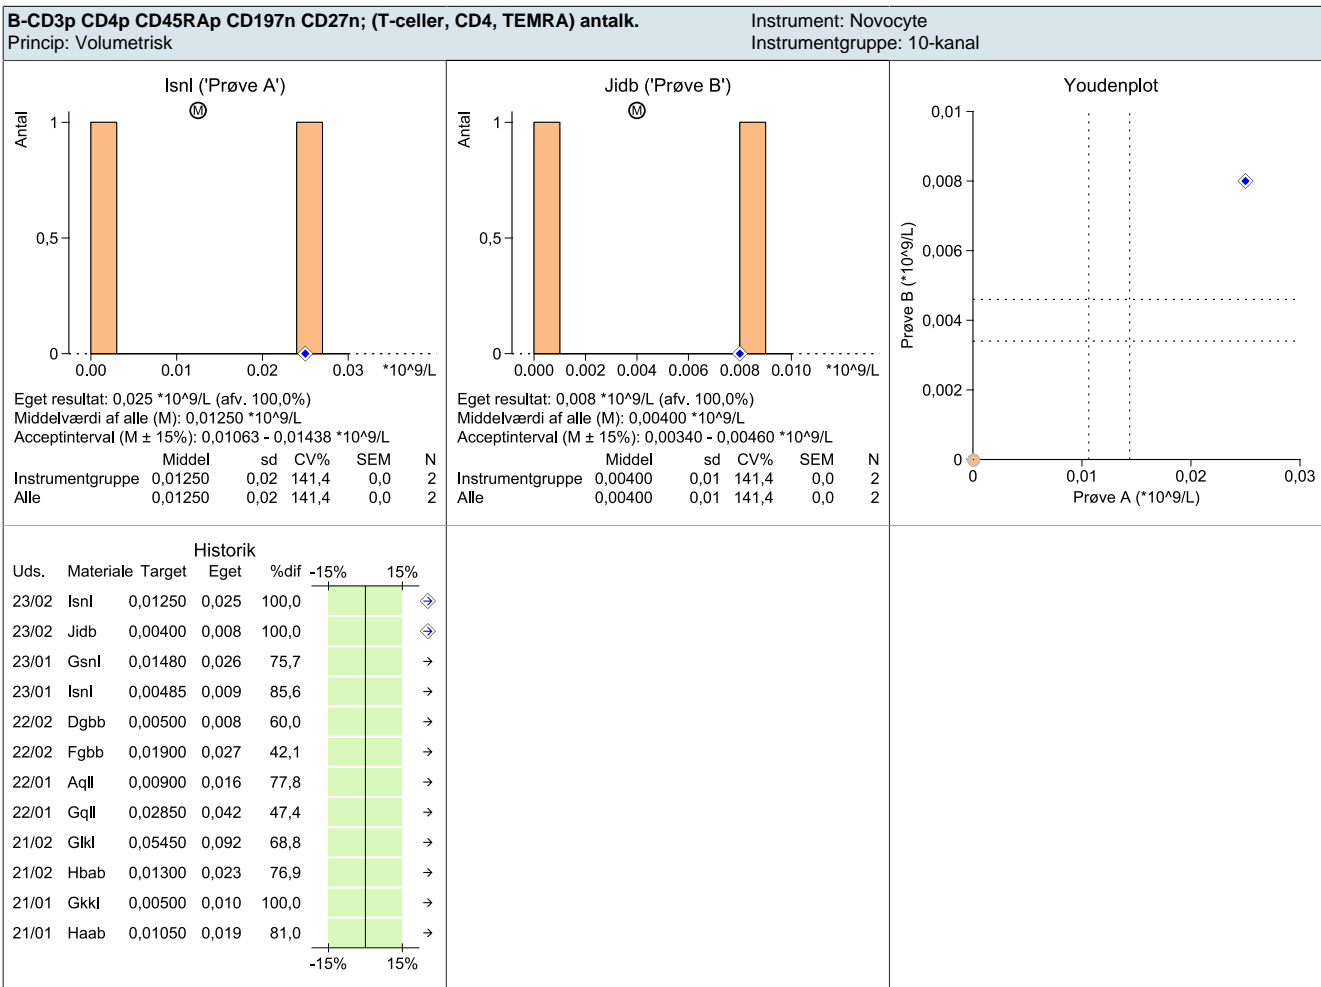 B-CD3p CD4p CD45RAp CD197n CD27n; (T-celler, CD4, TEMRA) antalk.
Princip: Volumetrisk
Instrument: Novocyte
Instrumentgruppe: 10-kanal
Isnl ('Prøve A')
M
Antal
1
0,5
0
0.00 0.01 0.02 0.03 *10^9/L
Eget resultat: 0,025 *10^9/L (afv. 100,0%)
Middelværdi af alle (M): 0,01250 *10^9/L
Acceptinterval (M ± 15%): 0,01063 - 0,01438 *10^9/L
Middel sd CV% SEM N
Instrumentgruppe 0,01250 0,02 141,4 0,0 2
Alle 0,01250 0,02 141,4 0,0 2
Jidb ('Prøve B')
M
Antal
1
0,5
0
0.000 0.002 0.004 0.006 0.008 0.010 *10^9/L
Eget resultat: 0,008 *10^9/L (afv. 100,0%)
Middelværdi af alle (M): 0,00400 *10^9/L
Acceptinterval (M ± 15%): 0,00340 - 0,00460 *10^9/L
Middel sd CV% SEM N
Instrumentgruppe 0,00400 0,01 141,4 0,0 2
Alle 0,00400 0,01 141,4 0,0 2
Youdenplot
Prøve B (*10^9/L)
0,01
0,008
0,006
0,004
0,002
0
0 0,01 0,02 0,03
Prøve A (*10^9/L)
Historik
Uds. Materiale Target Eget %dif -15% 15%
23/02 Isnl 0,01250 0,025 100,0
23/02 Jidb 0,00400 0,008 100,0
23/01 Gsnl 0,01480 0,026 75,7
23/01 Isnl 0,00485 0,009 85,6
22/02 Dgbb 0,00500 0,008 60,0
22/02 Fgbb 0,01900 0,027 42,1
22/01 Aqll 0,00900 0,016 77,8
22/01 Gqll 0,02850 0,042 47,4
21/02 Glkl 0,05450 0,092 68,8
21/02 Hbab 0,01300 0,023 76,9
21/01 Gkkl 0,00500 0,010 100,0
21/01 Haab 0,01050 0,019 81,0
-15% 15%